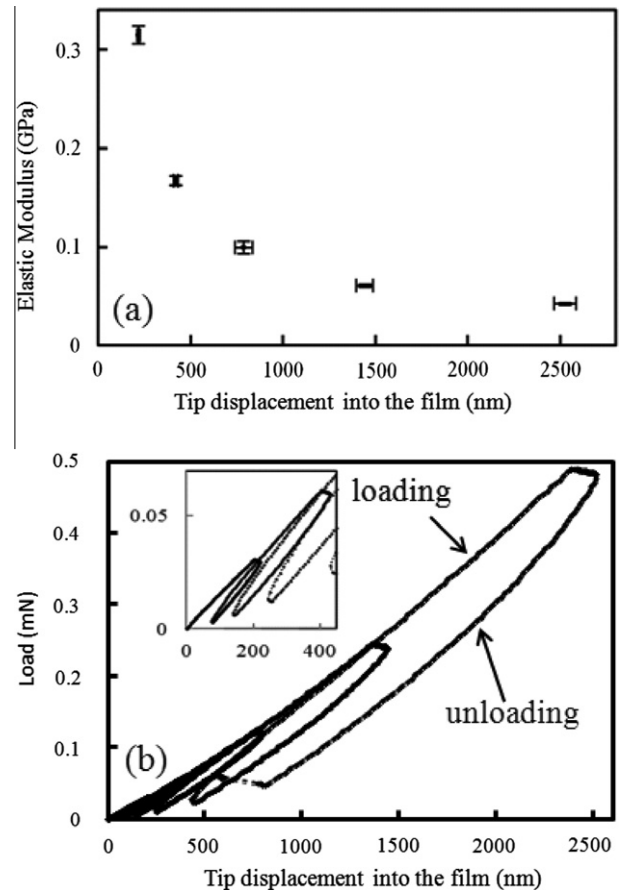 0.3
0.2
0.1
0
Elastic Modulus (GPa)
(a)
0 500 1000 1500 2000 2500
Tip displacement into the film (nm)
0.5
0.4
0.3
0.2
0.1
0
Load (mN)
0.05
0
0 200 400
loading
unloading
(b)
0 500 1000 1500 2000 2500
Tip displacement into the film (nm)